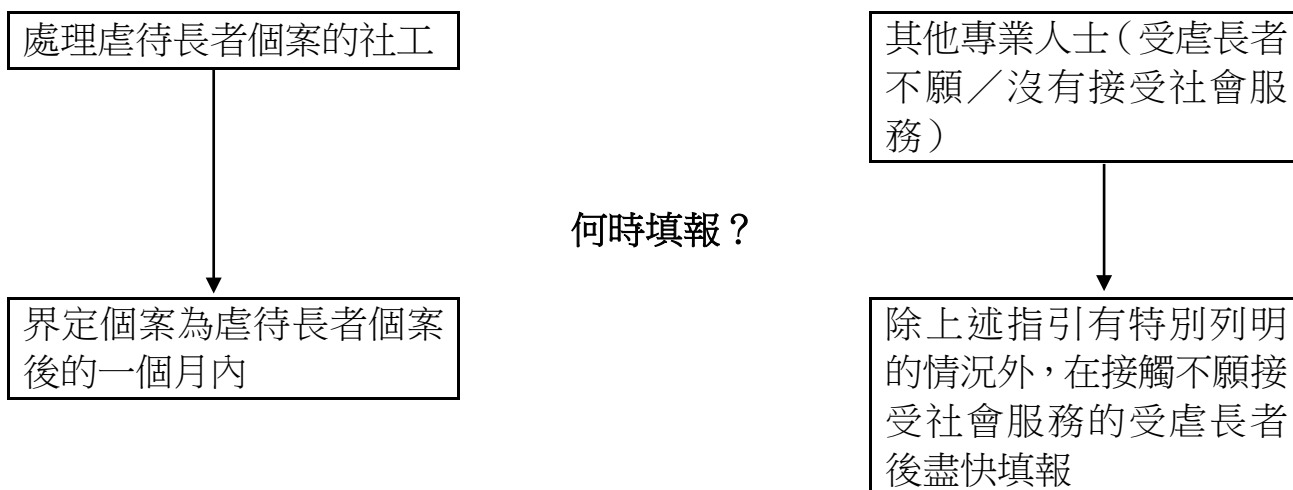 處理虐待長者個案的社工
其他專業人士（受虐長者
不願／沒有接受社會服
務）
何時填報？
界定個案為虐待長者個案
後的一個月內
除上述指引有特別列明
的情況外，在接觸不願接
受社會服務的受虐長者
後盡快填報